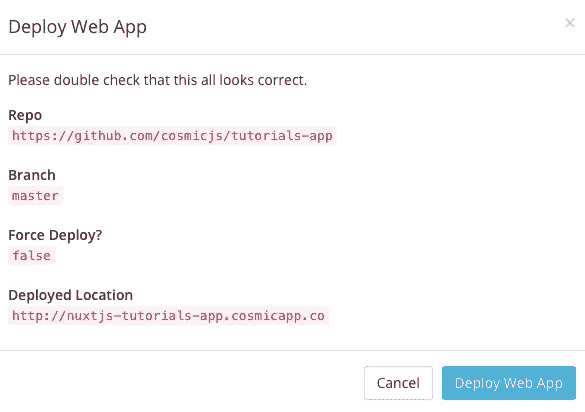 Deploy Web App
×
Please double check that this all looks correct.
Repo
https://github.com/cosmicjs/tutorials-app
Branch
master
Force Deploy?
false
Deployed Location
http://nuxtjs-tutorials-app.cosmicapp.co
Cancel
Deploy Web App